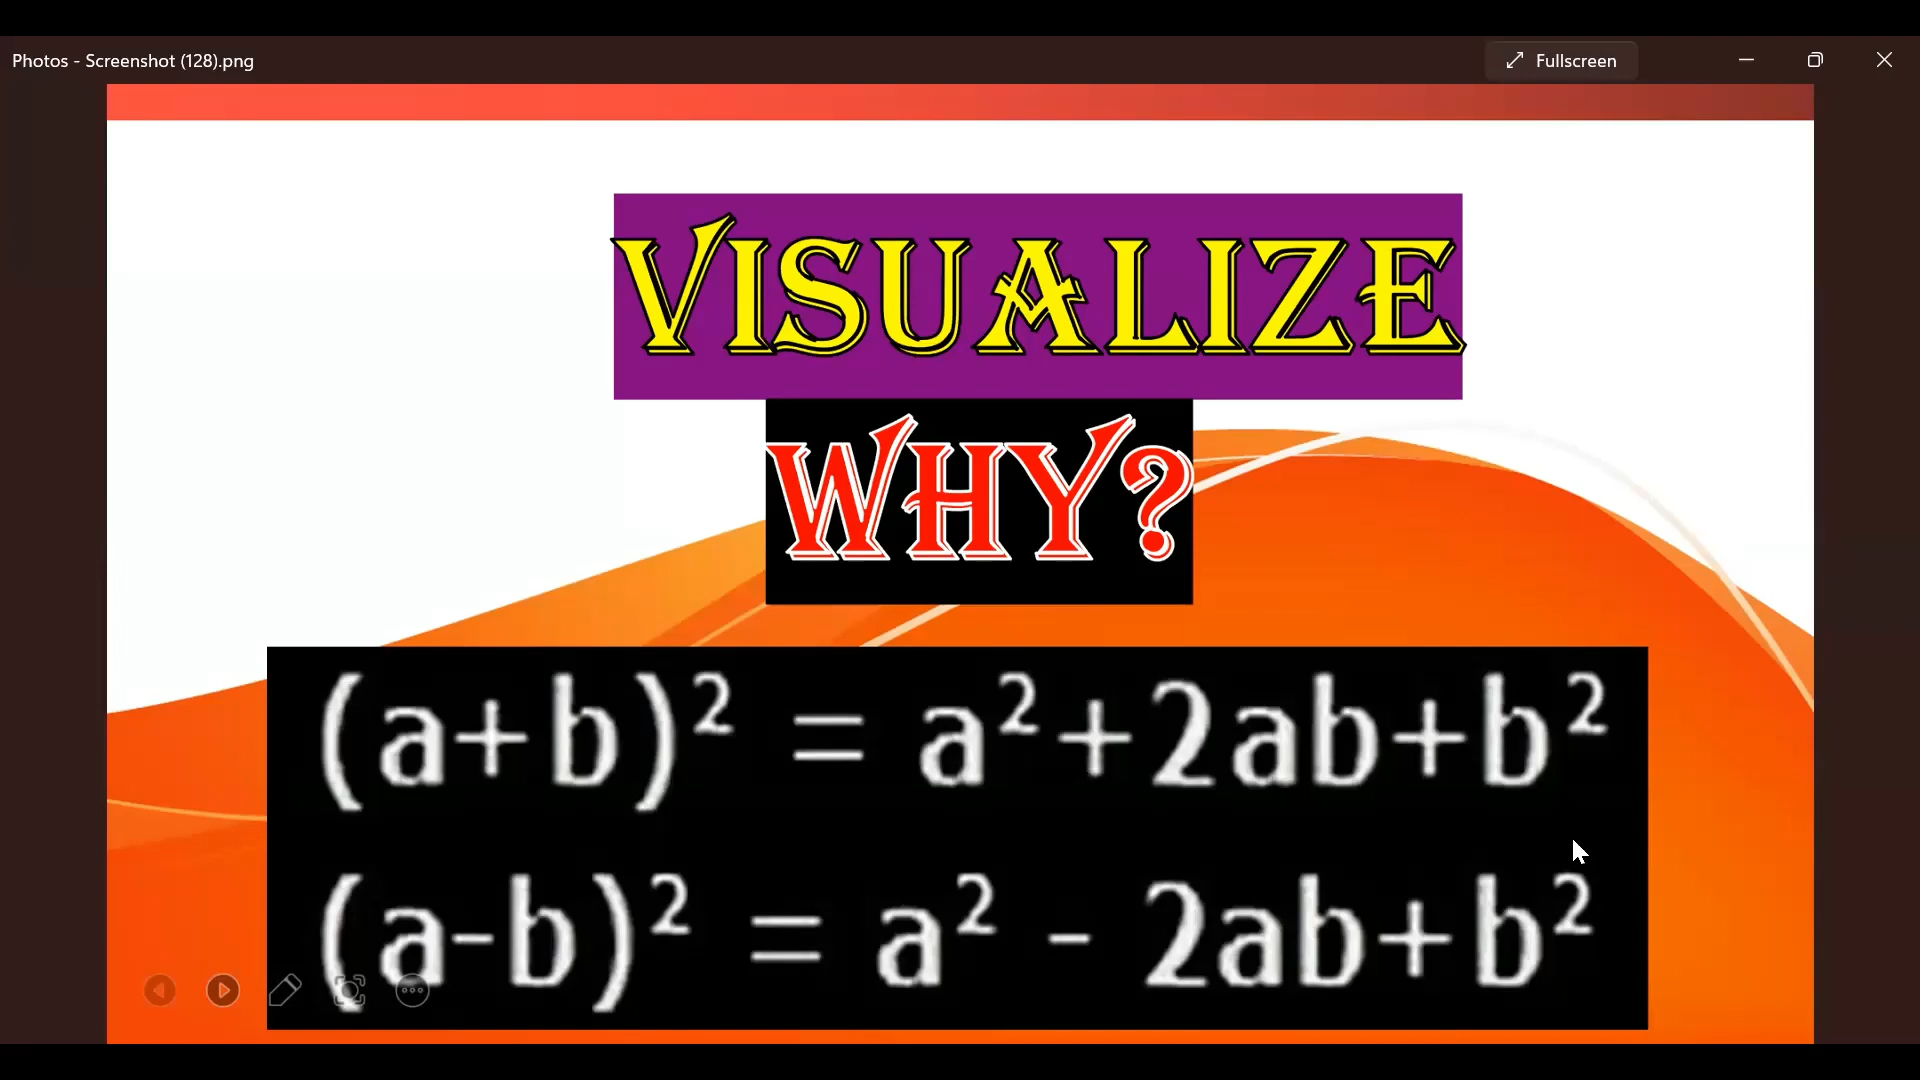 Photos - Screenshot (128).png
Fullscreen
VISUALIZE
WHY?
(a+b)² = a²+2ab+b²
(a-b)² = a² - 2ab+b²